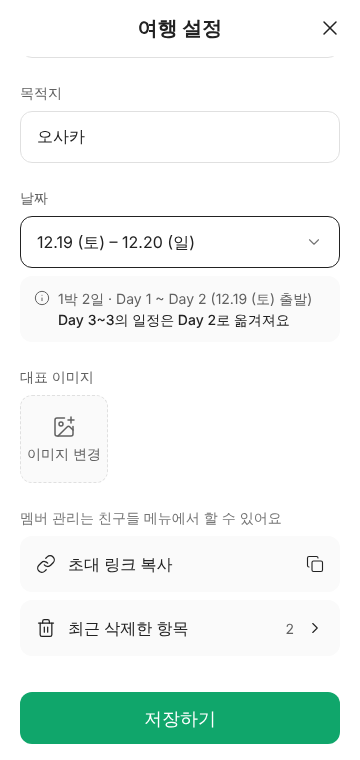 여행 설정
목적지
오사카
날짜
12.19 (토) – 12.20 (일)
1박 2일 · Day 1 ~ Day 2 (12.19 (토) 출발)
Day 3~3의 일정은 Day 2로 옮겨져요
대표 이미지
이미지 변경
멤버 관리는 친구들 메뉴에서 할 수 있어요
초대 링크 복사
최근 삭제한 항목 2
저장하기